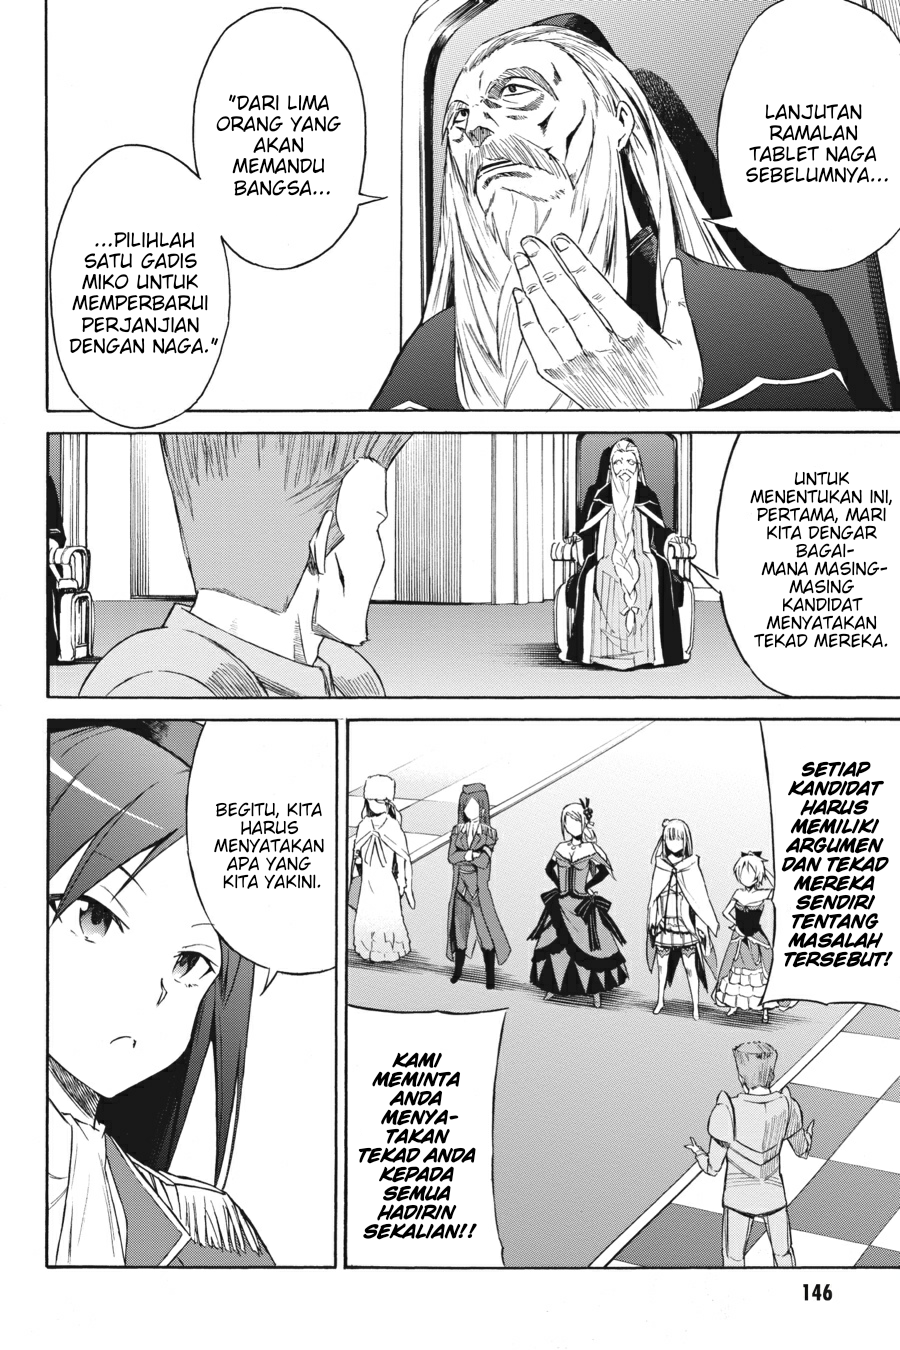 LANJUTAN
RAMALAN
TABLET NAGA
SEBELUMNYA...
"DARI LIMA
ORANG YANG
AKAN
MEMANDU
BANGSA...
...PILIHLAH
SATU GADIS
MIKO UNTUK
MEMPERBARUI
PERJANJIAN
DENGAN NAGA."
UNTUK
MENENTUKAN INI,
PERTAMA, MARI
KITA DENGAR
BAGAI-
MANA MASING-
MASING
KANDIDAT
MENYATAKAN
TEKAD MEREKA.
SETIAP
KANDIDAT
HARUS
MEMILIKI
ARGUMEN
DAN TEKAD
MEREKA
SENDIRI
TENTANG
MASALAH
TERSEBUT!
KAMI
MEMINTA
ANDA
MENYA-
TAKAN
TEKAD ANDA
KEPADA
SEMUA
HADIRIN
SEKALIAN!!
BEGITU, KITA
HARUS
MENYATAKAN
APA YANG
KITA YAKINI.
146